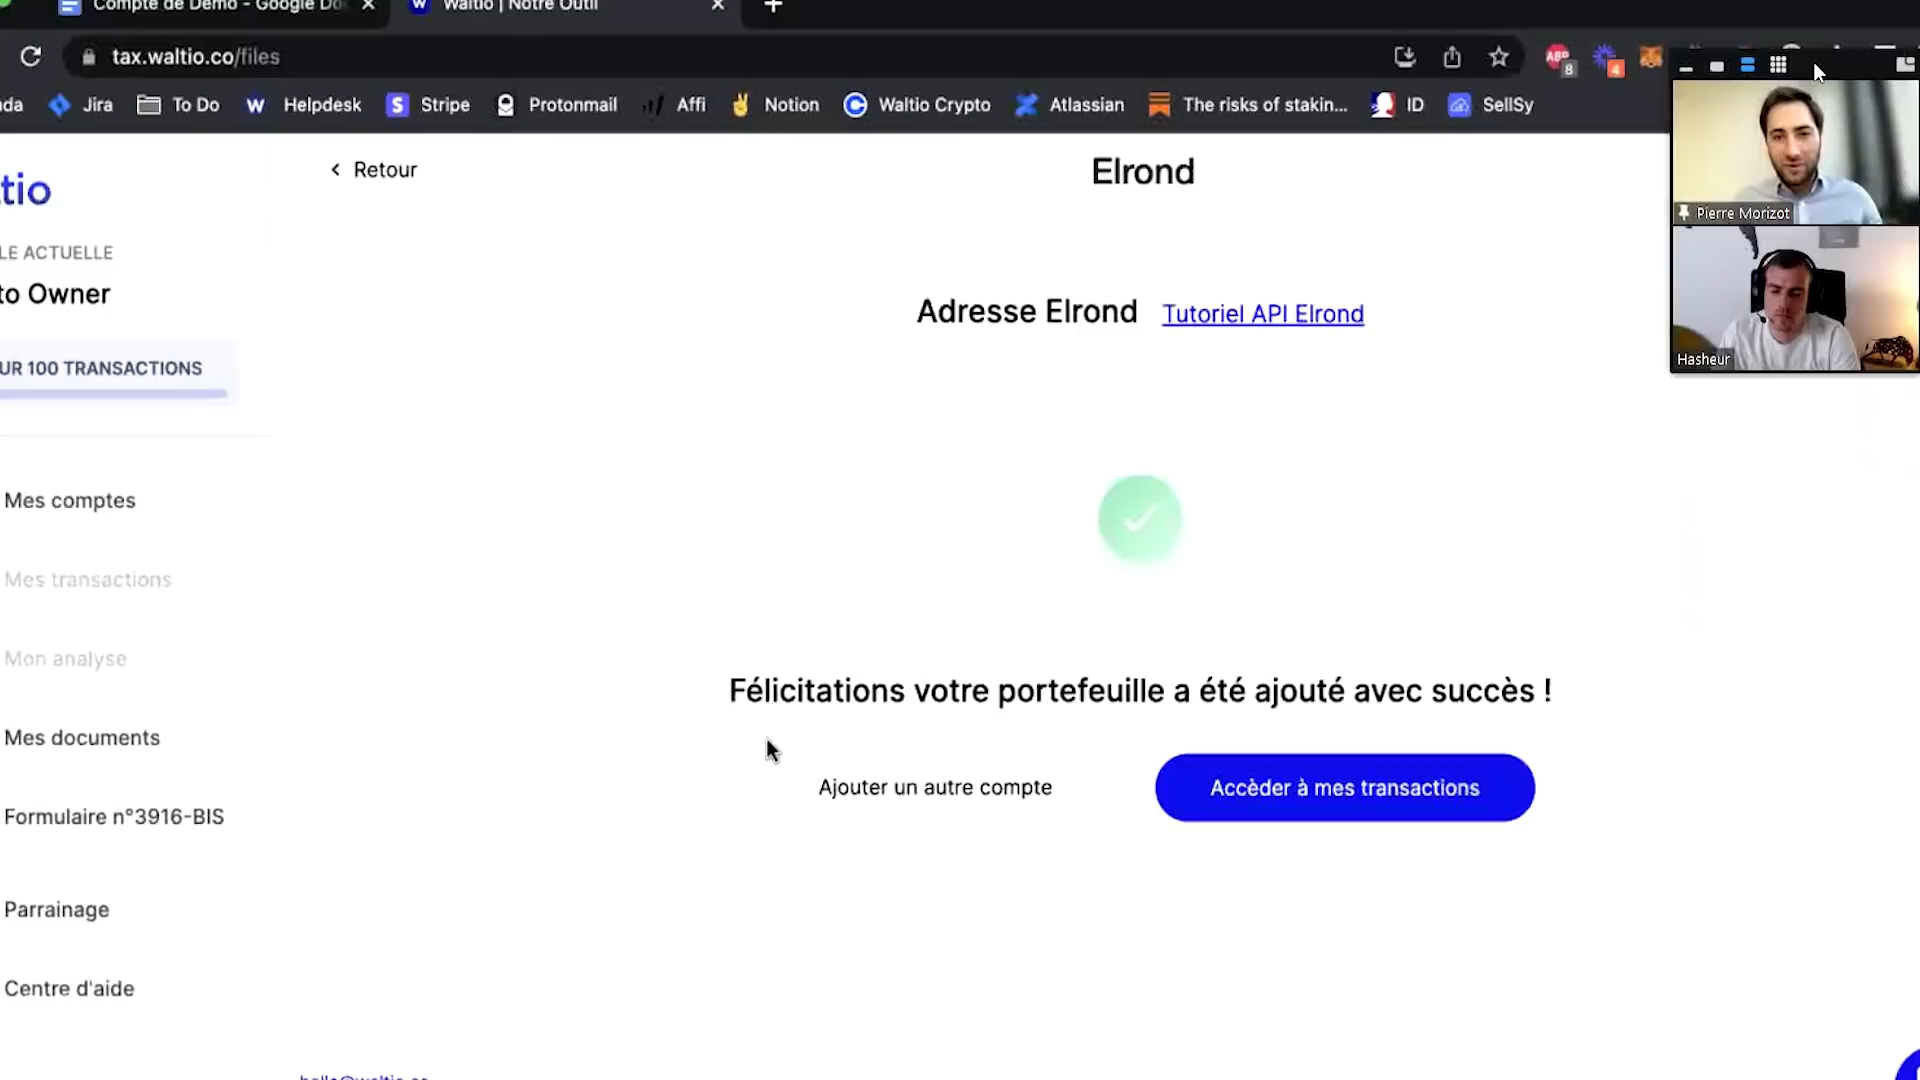 Compte de Demo - Google Do
Waltio | Notre Outil
tax.waltio.co/files
ABP
8
4
da
Jira
To Do
W
Helpdesk
S
Stripe
Protonmail
Affi
Notion
Waltio Crypto
Atlassian
The risks of stakin...
ID
SellSy
tio
Retour
Elrond
Pierre Morizot
Hasheur
LE ACTUELLE
to Owner
UR 100 TRANSACTIONS
Adresse Elrond
Tutoriel API Elrond
Mes comptes
Mes transactions
Mon analyse
Mes documents
Formulaire n°3916-BIS
Parrainage
Centre d'aide
Félicitations votre portefeuille a été ajouté avec succès !
Ajouter un autre compte
Accèder à mes transactions